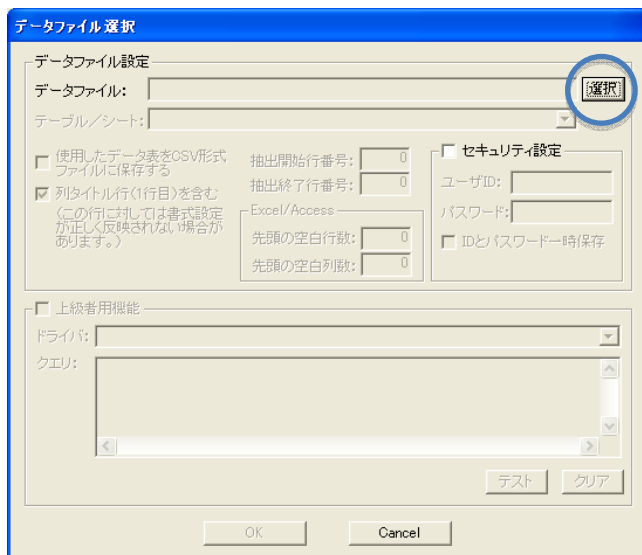 データファイル選択
データファイル設定
データファイル:
選択
テーブル／シート:
使用したデータ表をCSV形式
ファイルに保存する
列タイトル行(1行目)を含む
(この行に対しては書式設定
が正しく反映されない場合が
あります。)
抽出開始行番号:
0
抽出終了行番号:
0
Excel/Access
先頭の空白行数:
0
先頭の空白列数:
0
セキュリティ設定
ユーザID:
パスワード:
IDとパスワード一時保存
上級者用機能
ドライバ:
クエリ:
テスト
クリア
OK
Cancel